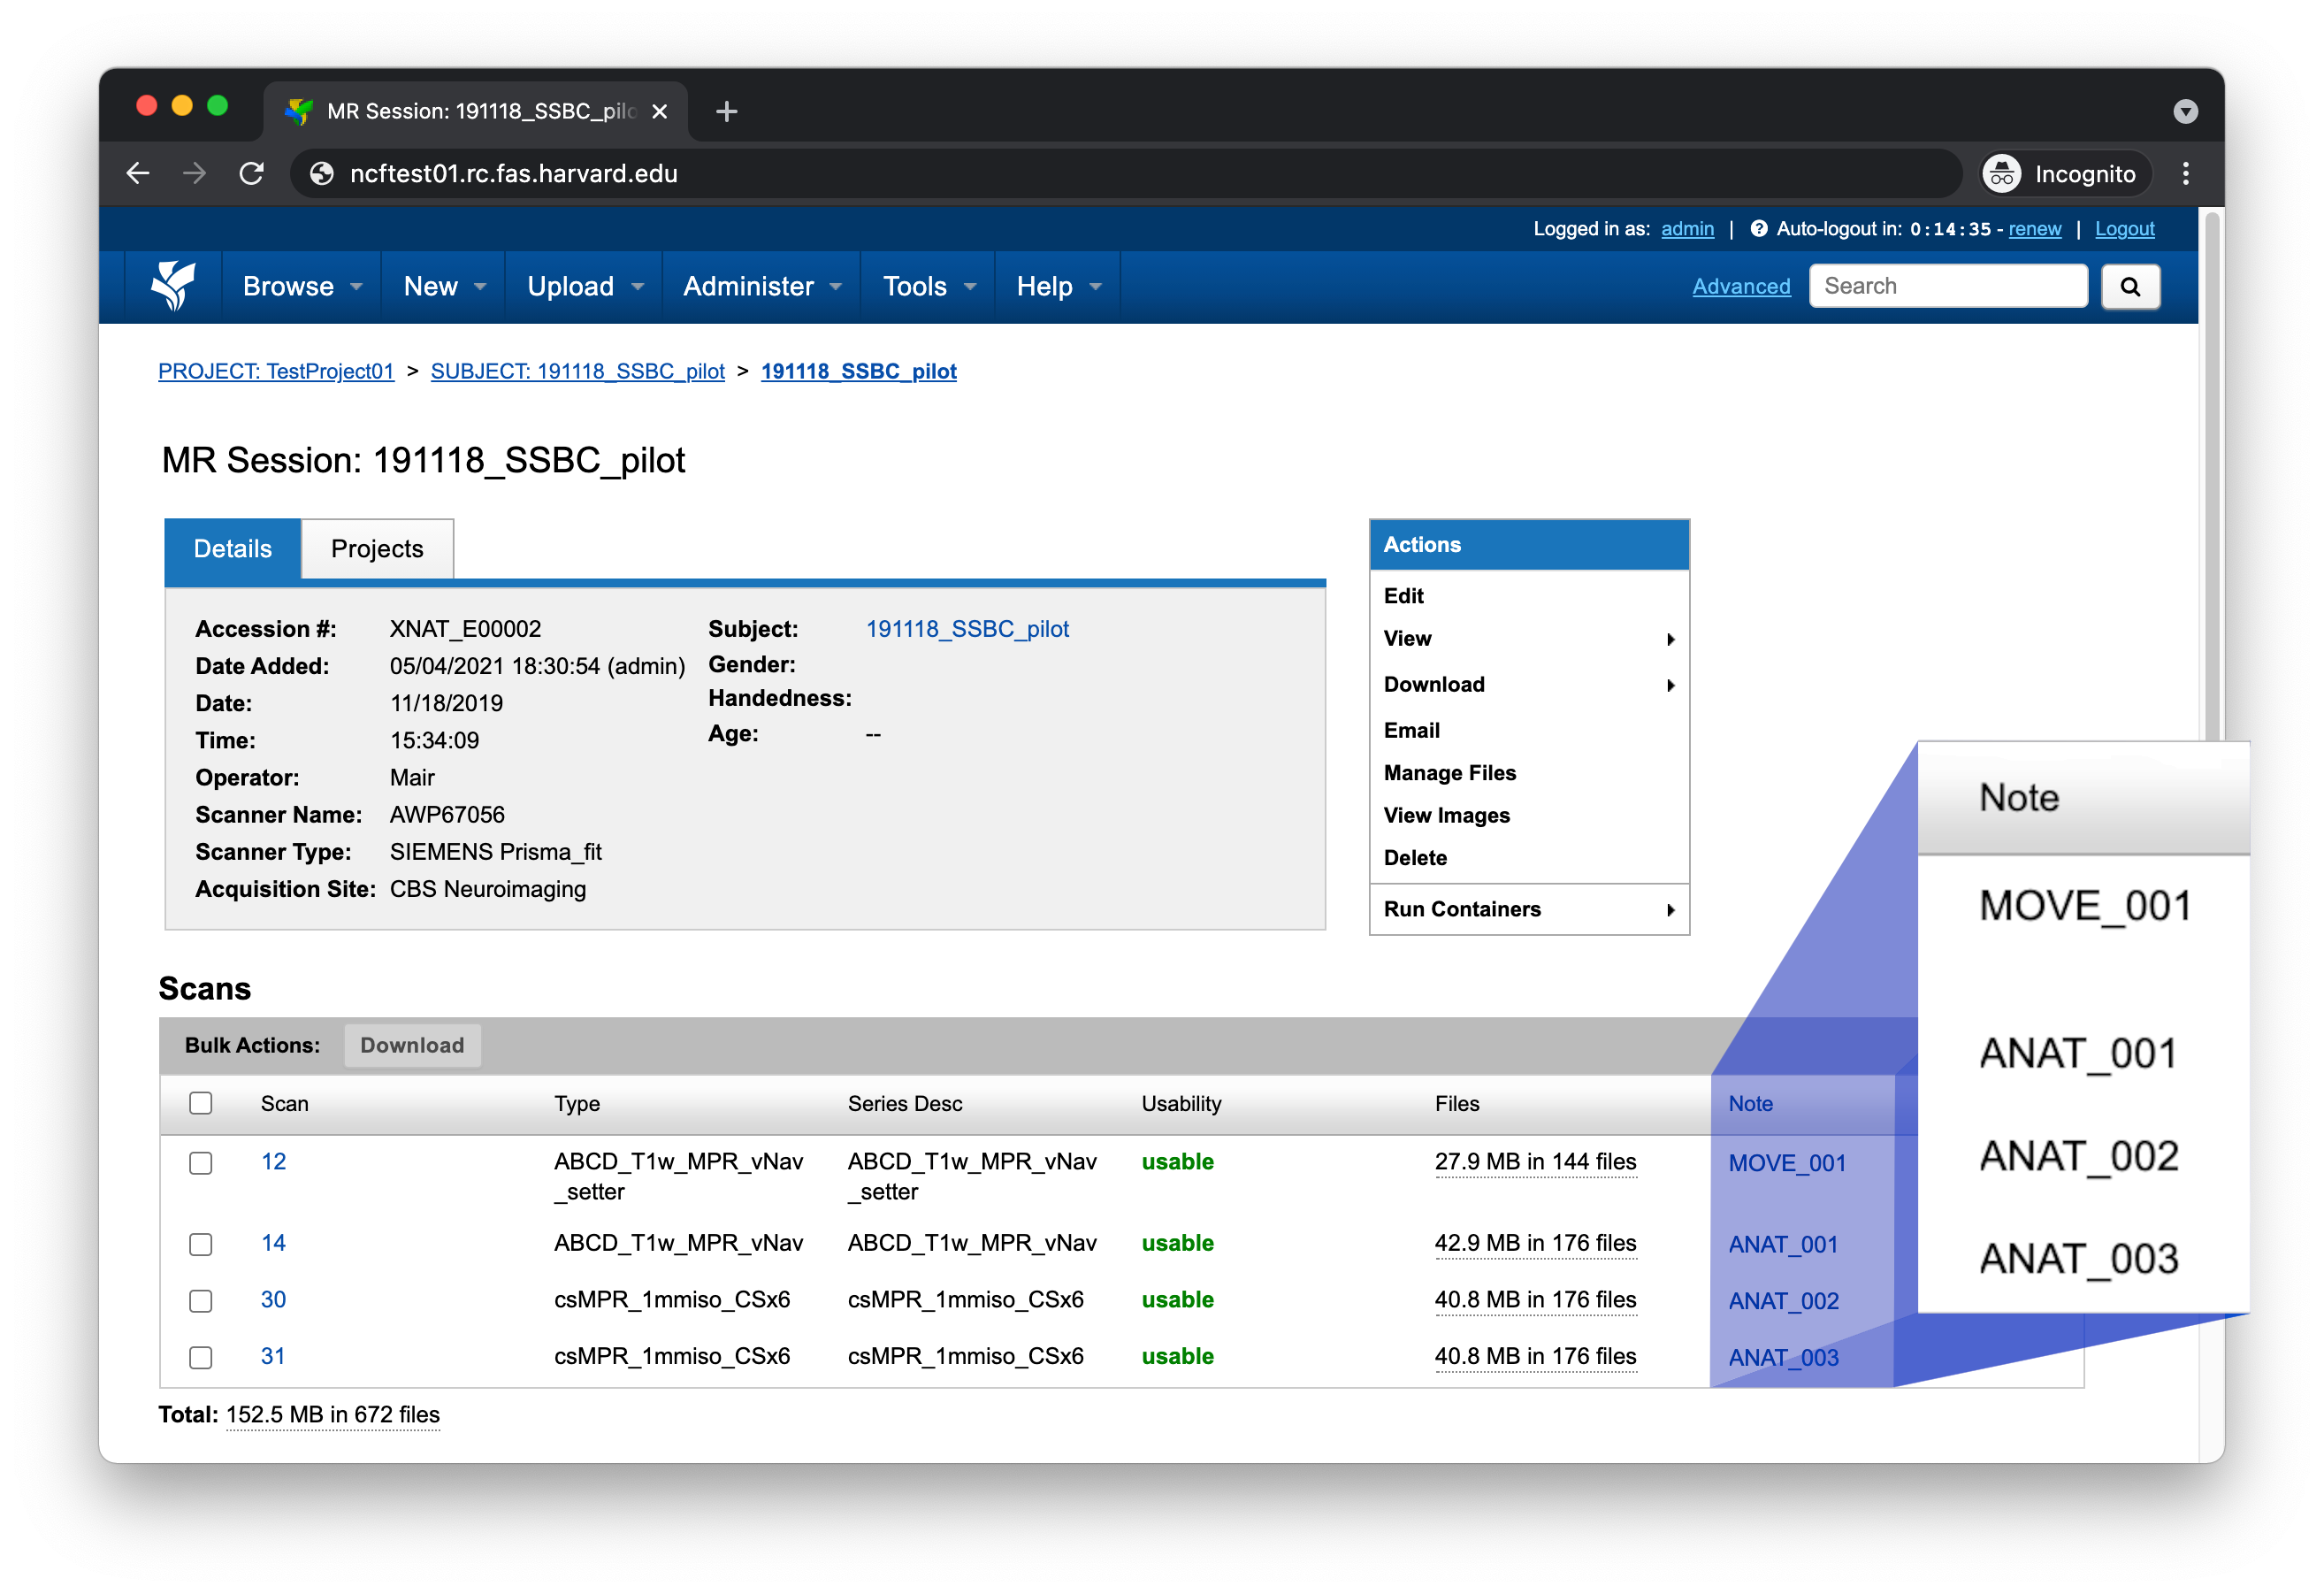 MR Session: 191118_SSBC_pilo
ncftest01.rc.fas.harvard.edu
Incognito
Logged in as: admin | Auto-logout in: 0:14:35 - renew | Logout
Browse New Upload Administer Tools Help Advanced Search
PROJECT: TestProject01 > SUBJECT: 191118_SSBC_pilot > 191118_SSBC_pilot
MR Session: 191118_SSBC_pilot
Details Projects
Accession #: XNAT_E00002
Date Added: 05/04/2021 18:30:54 (admin)
Date: 11/18/2019
Time: 15:34:09
Operator: Mair
Scanner Name: AWP67056
Scanner Type: SIEMENS Prisma_fit
Acquisition Site: CBS Neuroimaging
Subject: 191118_SSBC_pilot
Gender:
Handedness:
Age: --
Actions
Edit
View
Download
Email
Manage Files
View Images
Delete
Run Containers
Scans
Bulk Actions: Download
Scan Type Series Desc Usability Files Note
12 ABCD_T1w_MPR_vNav ABCD_T1w_MPR_vNav usable 27.9 MB in 144 files MOVE_001
_setter _setter
14 ABCD_T1w_MPR_vNav ABCD_T1w_MPR_vNav usable 42.9 MB in 176 files ANAT_001
30 csMPR_1mmiso_CSx6 csMPR_1mmiso_CSx6 usable 40.8 MB in 176 files ANAT_002
31 csMPR_1mmiso_CSx6 csMPR_1mmiso_CSx6 usable 40.8 MB in 176 files ANAT_003
Total: 152.5 MB in 672 files
Note
MOVE_001
ANAT_001
ANAT_002
ANAT_003